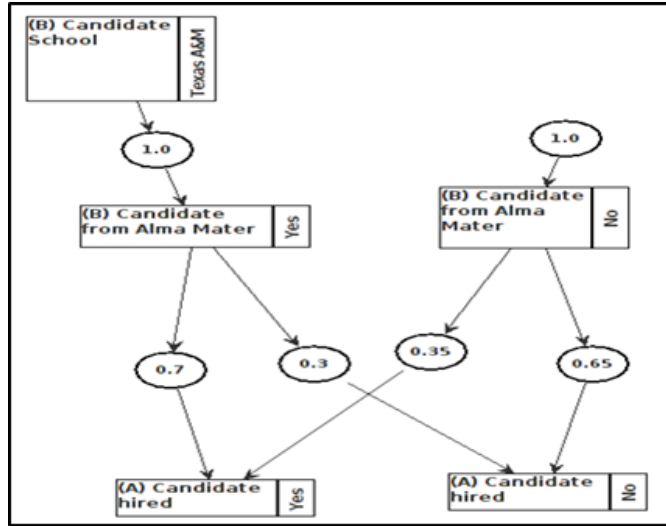 (B) Candidate
School
Texas A&M
1.0
1.0
(B) Candidate
from Alma Mater
Yes
(B) Candidate
from Alma
Mater
No
0.7
0.3
0.35
0.65
(A) Candidate
hired
Yes
(A) Candidate
hired
No